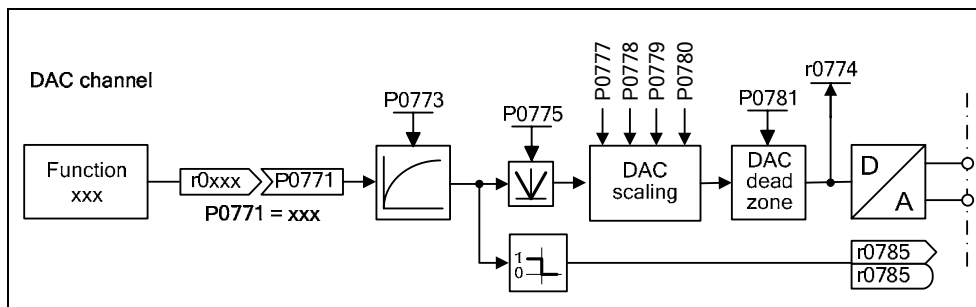 DAC channel
Function
xxx
r0xxx
P0771
P0771 = xxx
P0773
P0775
P0777
P0778
P0779
P0780
DAC
scaling
P0781
DAC
dead
zone
r0774
D
A
1
0
r0785
r0785